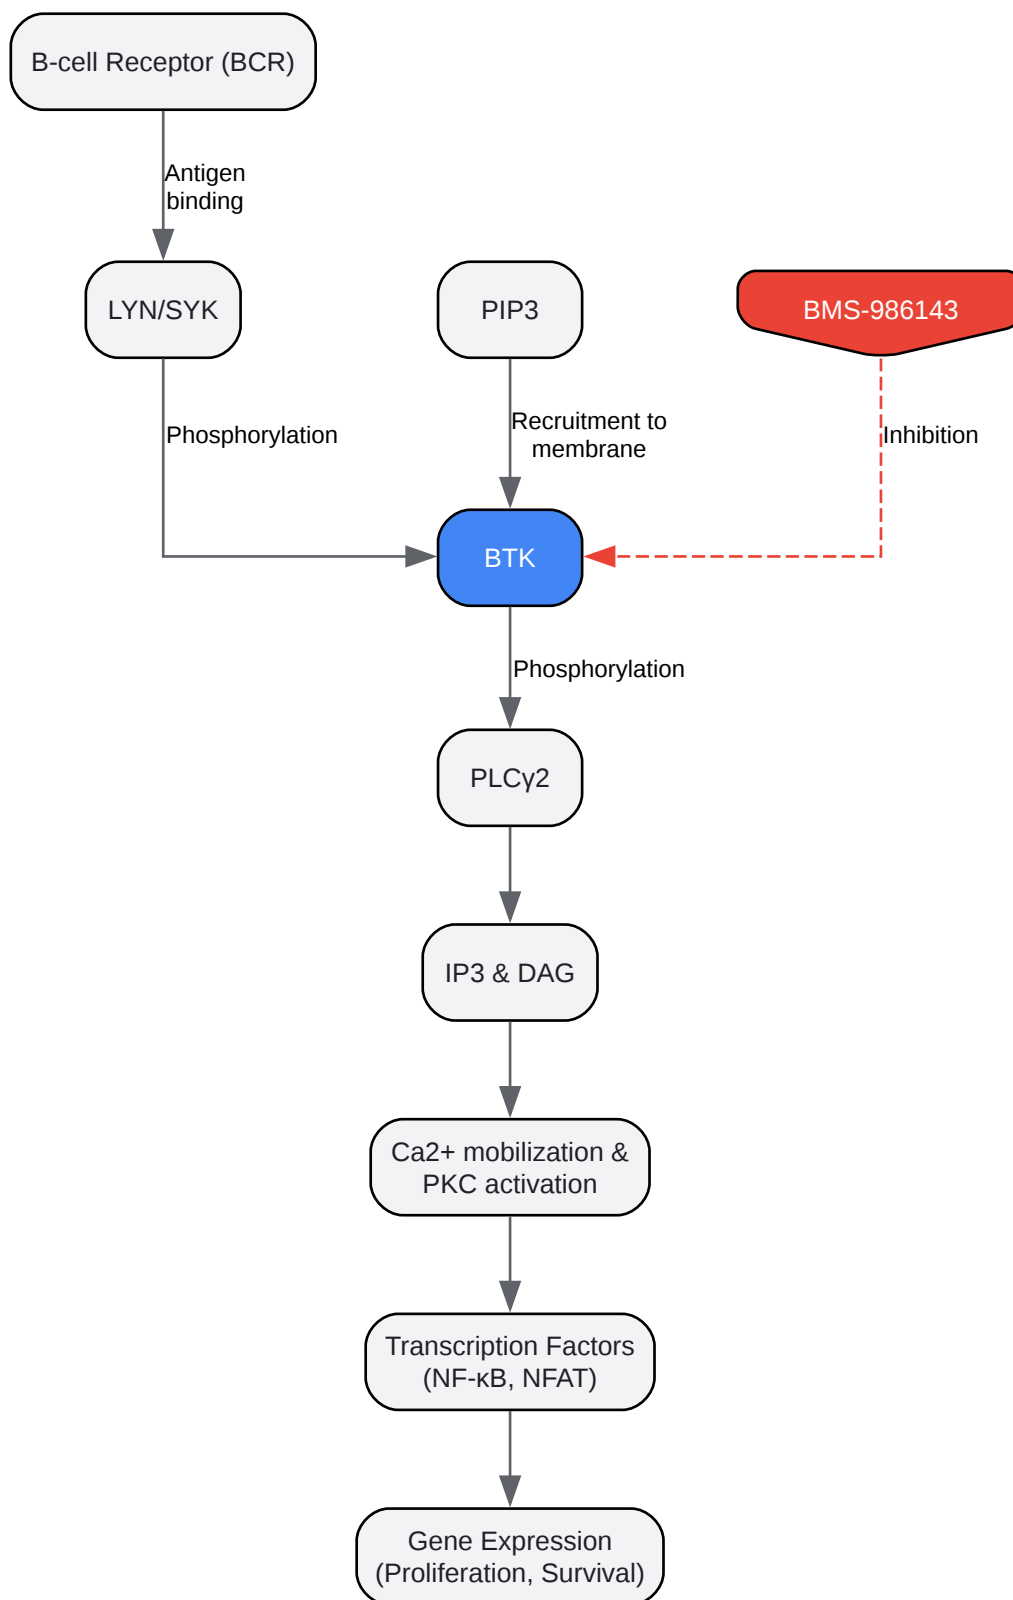 B-cell Receptor (BCR)
Antigen
binding
LYN/SYK
PIP3
BMS-986143
Phosphorylation
Recruitment to
membrane
Inhibition
BTK
Phosphorylation
PLCγ2
IP3 & DAG
Ca2+ mobilization &
PKC activation
Transcription Factors
(NF-κB, NFAT)
Gene Expression
(Proliferation, Survival)